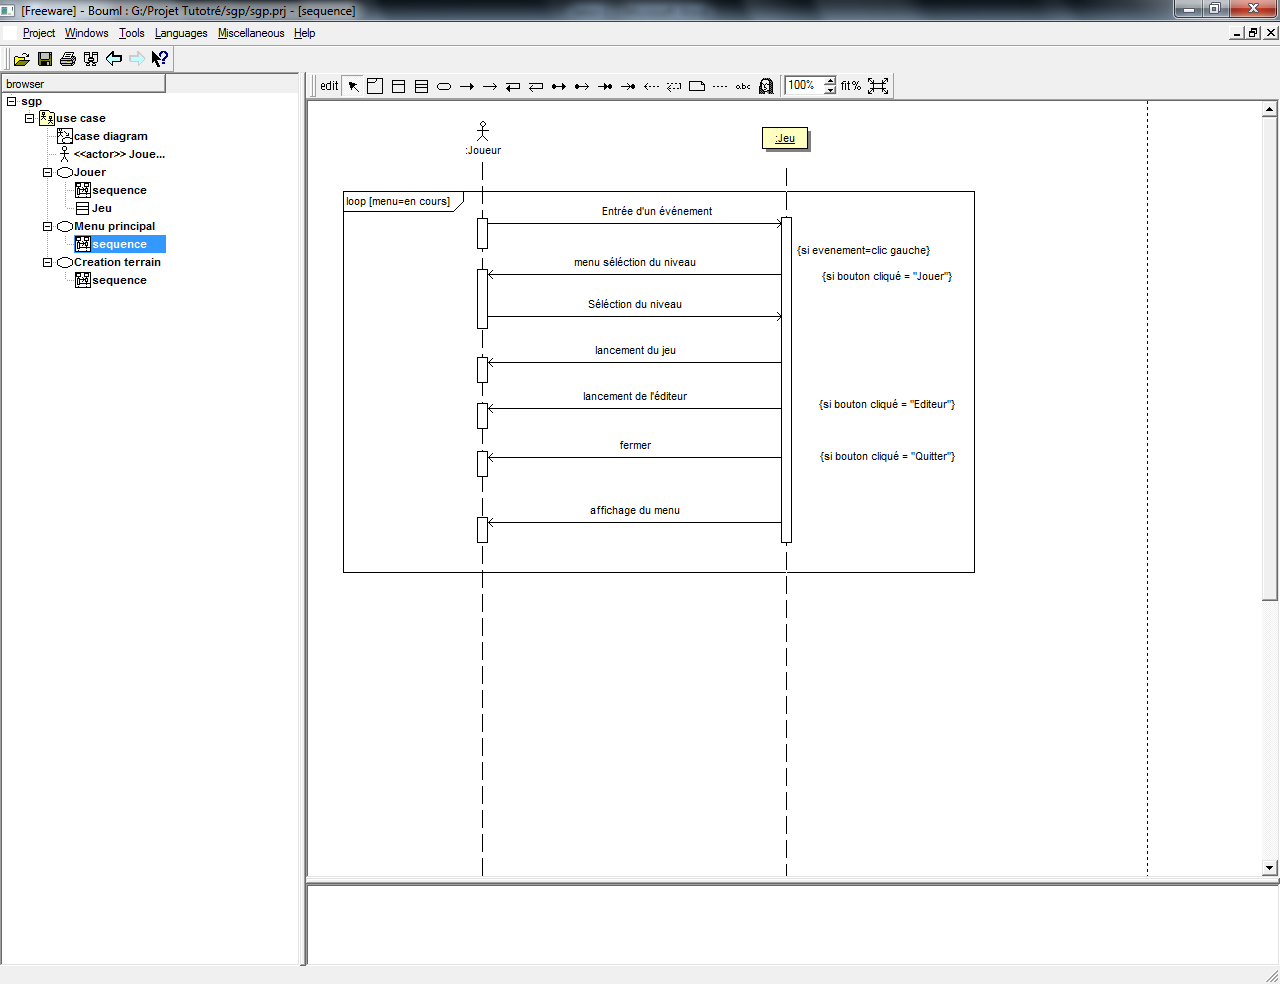 [Freeware] - Bouml : G:/Projet Tutotré/sgp/sgp.prj - [sequence]
Project Windows Tools Languages Miscellaneous Help
browser
sgp
use case
case diagram
<<actor>> Joue...
Jouer
sequence
Jeu
Menu principal
sequence
Creation terrain
sequence
edit abc 100% fit%
:Joueur
:Jeu
loop [menu=en cours]
Entrée d'un événement
{si evenement=clic gauche}
menu séléction du niveau
{si bouton cliqué = "Jouer"}
Séléction du niveau
lancement du jeu
lancement de l'éditeur
{si bouton cliqué = "Editeur"}
fermer
{si bouton cliqué = "Quitter"}
affichage du menu